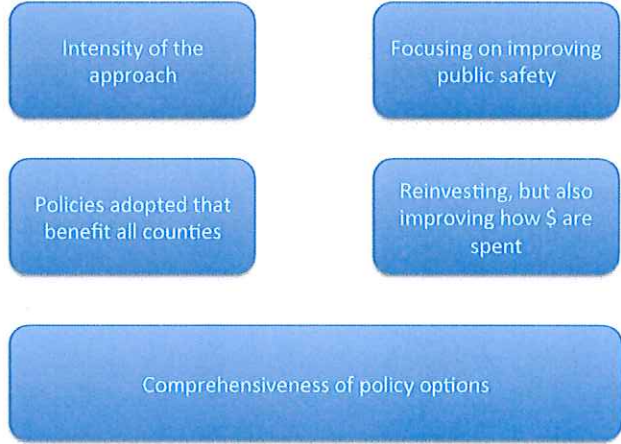 Intensity of the
approach
Focusing on improving
public safety
Policies adopted that
benefit all counties
Reinvesting, but also
improving how $ are
spent
Comprehensiveness of policy options